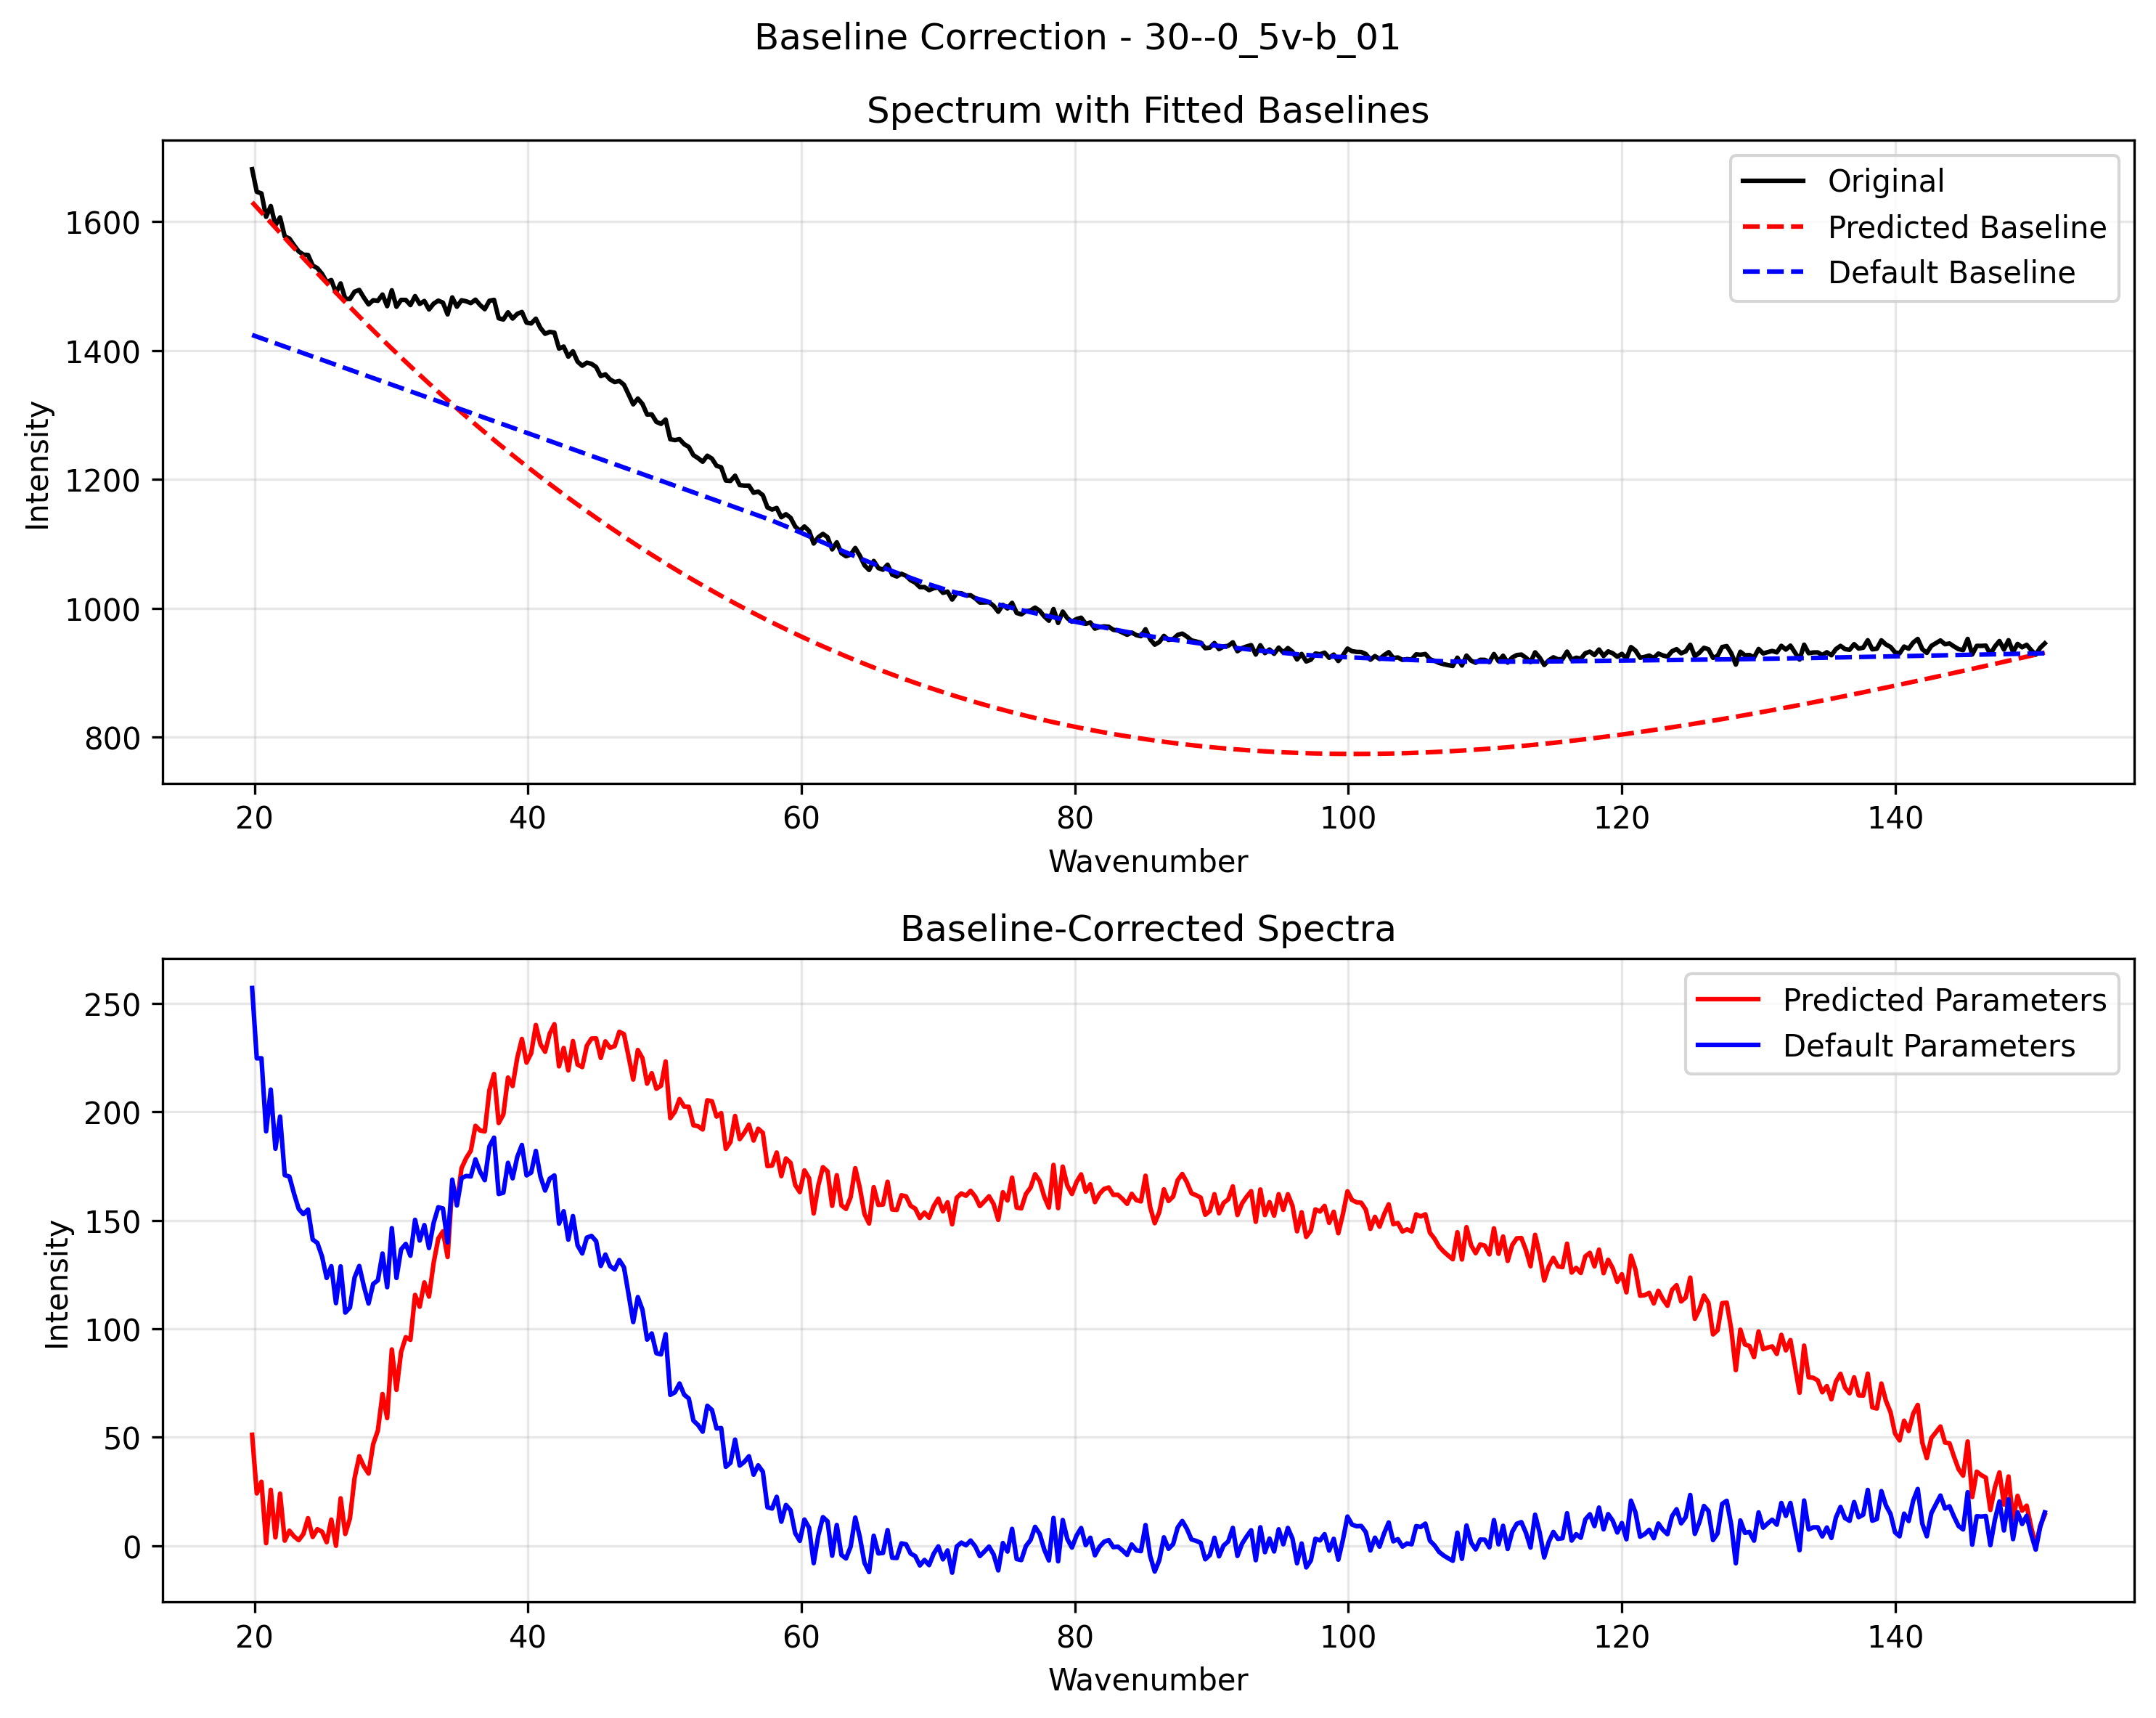 Baseline Correction - 30--0_5v-b_01
Spectrum with Fitted Baselines
Original
Predicted Baseline
Default Baseline
Intensity
1600
1400
1200
1000
800
20 40 60 80 100 120 140
Wavenumber
Baseline-Corrected Spectra
Predicted Parameters
Default Parameters
Intensity
250
200
150
100
50
0
20 40 60 80 100 120 140
Wavenumber